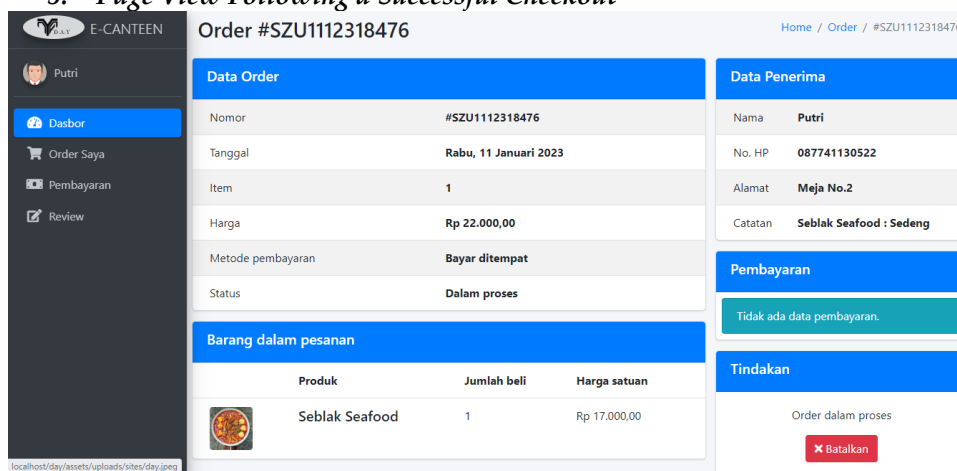 3. Page View Following a Successful Checkout
DAY E-CANTEEN
Putri
Dasbor
Order Saya
Pembayaran
Review
localhost/day/assets/uploads/sites/day.jpeg
Order #SZU1112318476
Home / Order / #SZU111231847
Data Order
Nomor #SZU1112318476
Tanggal Rabu, 11 Januari 2023
Item 1
Harga Rp 22.000,00
Metode pembayaran Bayar ditempat
Status Dalam proses
Barang dalam pesanan
Produk Jumlah beli Harga satuan
Seblak Seafood 1 Rp 17.000,00
Data Penerima
Nama Putri
No. HP 087741130522
Alamat Meja No.2
Catatan Seblak Seafood : Sedeng
Pembayaran
Tidak ada data pembayaran.
Tindakan
Order dalam proses
Batalkan